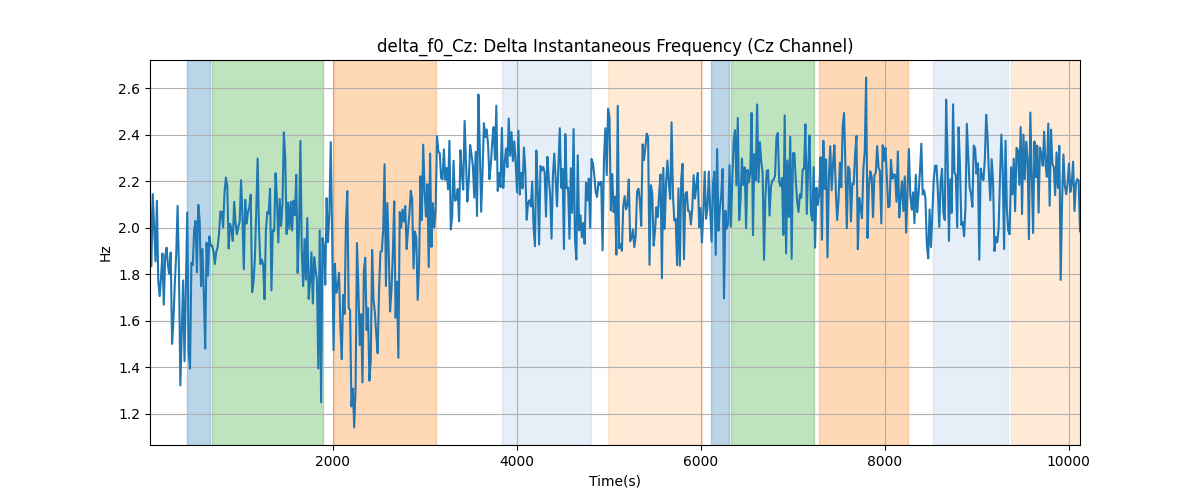 delta_f0_Cz: Delta Instantaneous Frequency (Cz Channel)
Hz
2.6
2.4
2.2
2.0
1.8
1.6
1.4
1.2
2000 4000 6000 8000 10000
Time(s)